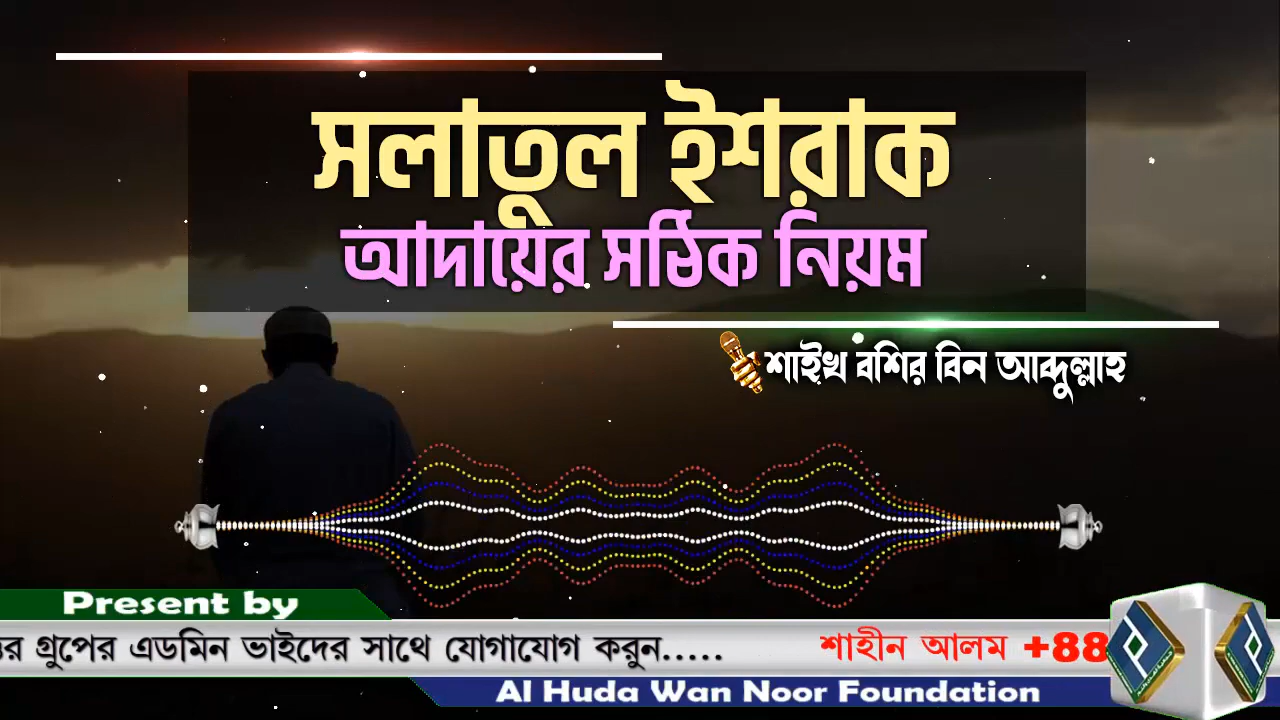 সলাতুল ইশরাক
আদায়ের সঠিক নিয়ম
শাইখ বশির বিন আব্দুল্লাহ
Present by
গ্রুপের এডমিন ভাইদের সাথে যোগাযোগ করুন..... শাহীন আলম +88
Al Huda Wan Noor Foundation